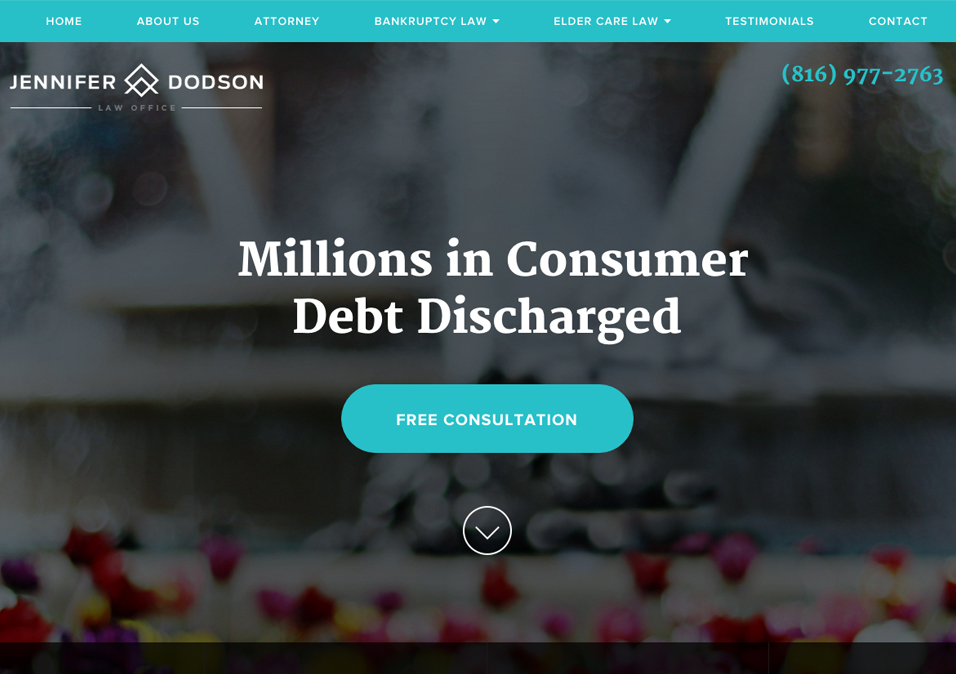 HOME ABOUT US ATTORNEY BANKRUPTCY LAW ELDER CARE LAW TESTIMONIALS CONTACT
JENNIFER DODSON
LAW OFFICE
(816) 977-2763
Millions in Consumer
Debt Discharged
FREE CONSULTATION